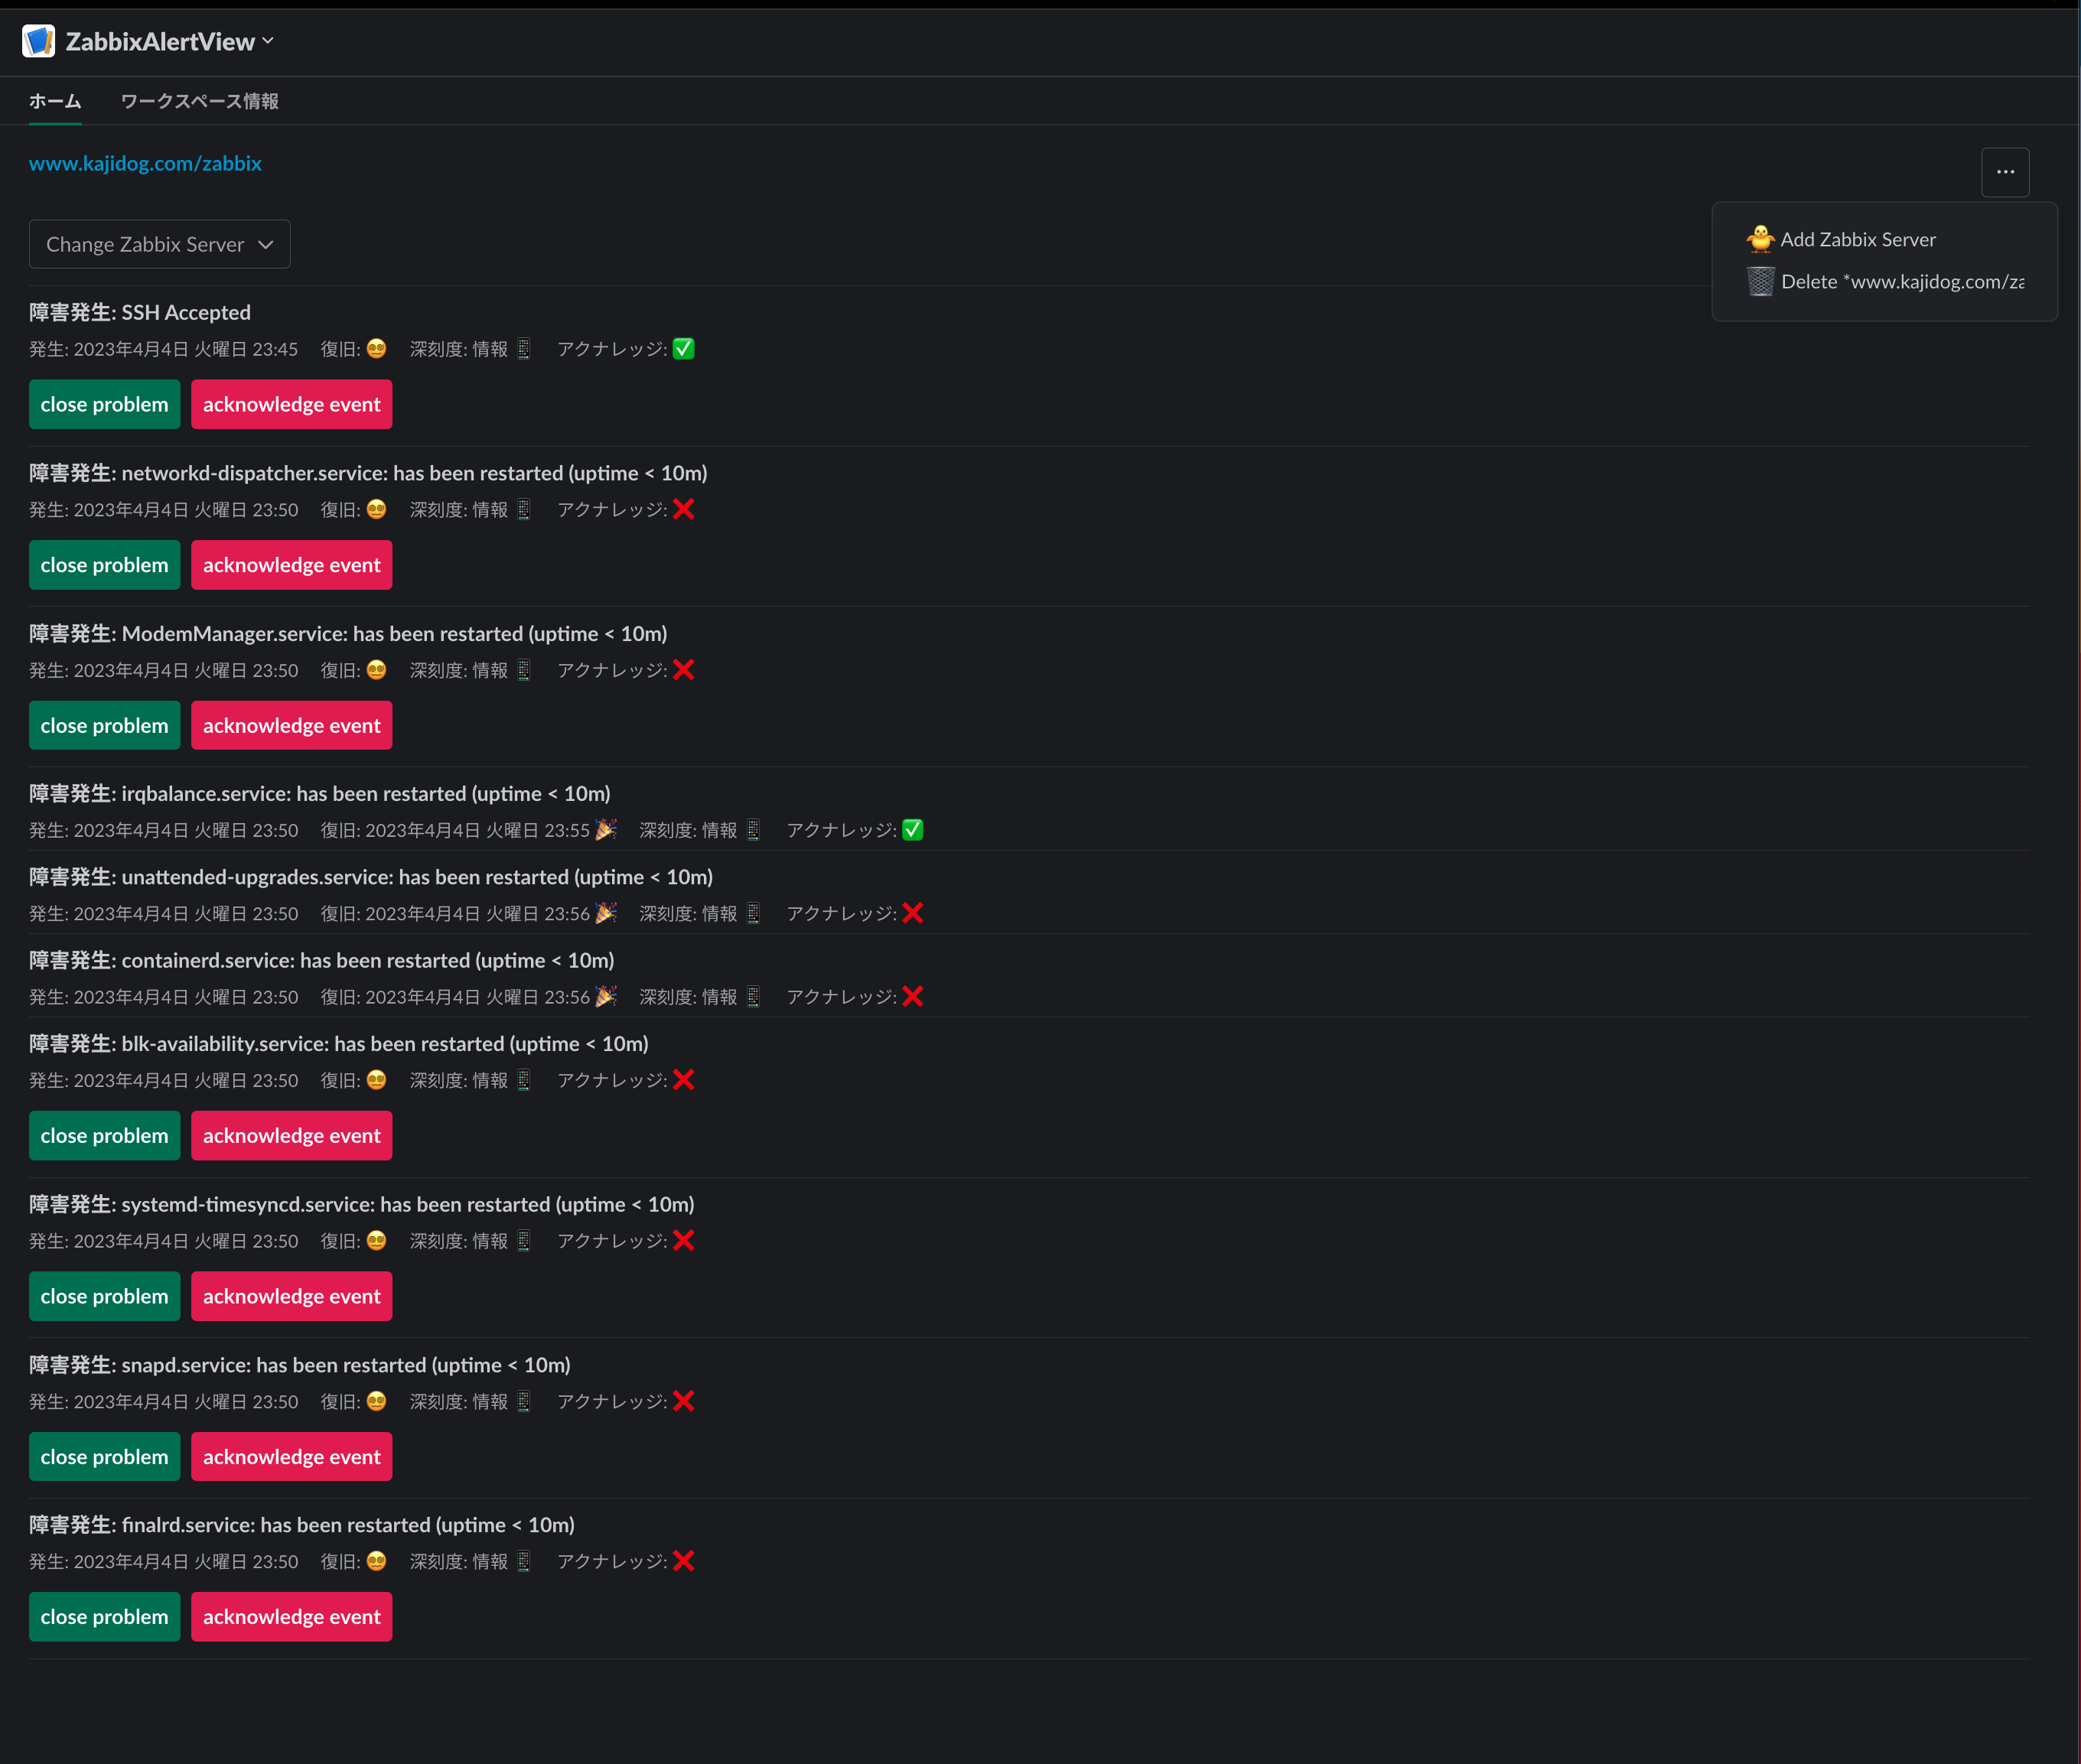 ZabbixAlertView
ホーム ワークスペース情報
www.kajidog.com/zabbix
Change Zabbix Server
Add Zabbix Server
Delete *www.kajidog.com/za
障害発生: SSH Accepted
発生: 2023年4月4日 火曜日 23:45 復旧: 深刻度: 情報 アクナレッジ:
close problem acknowledge event
障害発生: networkd-dispatcher.service: has been restarted (uptime < 10m)
発生: 2023年4月4日 火曜日 23:50 復旧: 深刻度: 情報 アクナレッジ:
close problem acknowledge event
障害発生: ModemManager.service: has been restarted (uptime < 10m)
発生: 2023年4月4日 火曜日 23:50 復旧: 深刻度: 情報 アクナレッジ:
close problem acknowledge event
障害発生: irqbalance.service: has been restarted (uptime < 10m)
発生: 2023年4月4日 火曜日 23:50 復旧: 2023年4月4日 火曜日 23:55 深刻度: 情報 アクナレッジ:
障害発生: unattended-upgrades.service: has been restarted (uptime < 10m)
発生: 2023年4月4日 火曜日 23:50 復旧: 2023年4月4日 火曜日 23:56 深刻度: 情報 アクナレッジ:
障害発生: containerd.service: has been restarted (uptime < 10m)
発生: 2023年4月4日 火曜日 23:50 復旧: 2023年4月4日 火曜日 23:56 深刻度: 情報 アクナレッジ:
障害発生: blk-availability.service: has been restarted (uptime < 10m)
発生: 2023年4月4日 火曜日 23:50 復旧: 深刻度: 情報 アクナレッジ:
close problem acknowledge event
障害発生: systemd-timesyncd.service: has been restarted (uptime < 10m)
発生: 2023年4月4日 火曜日 23:50 復旧: 深刻度: 情報 アクナレッジ:
close problem acknowledge event
障害発生: snapd.service: has been restarted (uptime < 10m)
発生: 2023年4月4日 火曜日 23:50 復旧: 深刻度: 情報 アクナレッジ:
close problem acknowledge event
障害発生: finalrd.service: has been restarted (uptime < 10m)
発生: 2023年4月4日 火曜日 23:50 復旧: 深刻度: 情報 アクナレッジ:
close problem acknowledge event